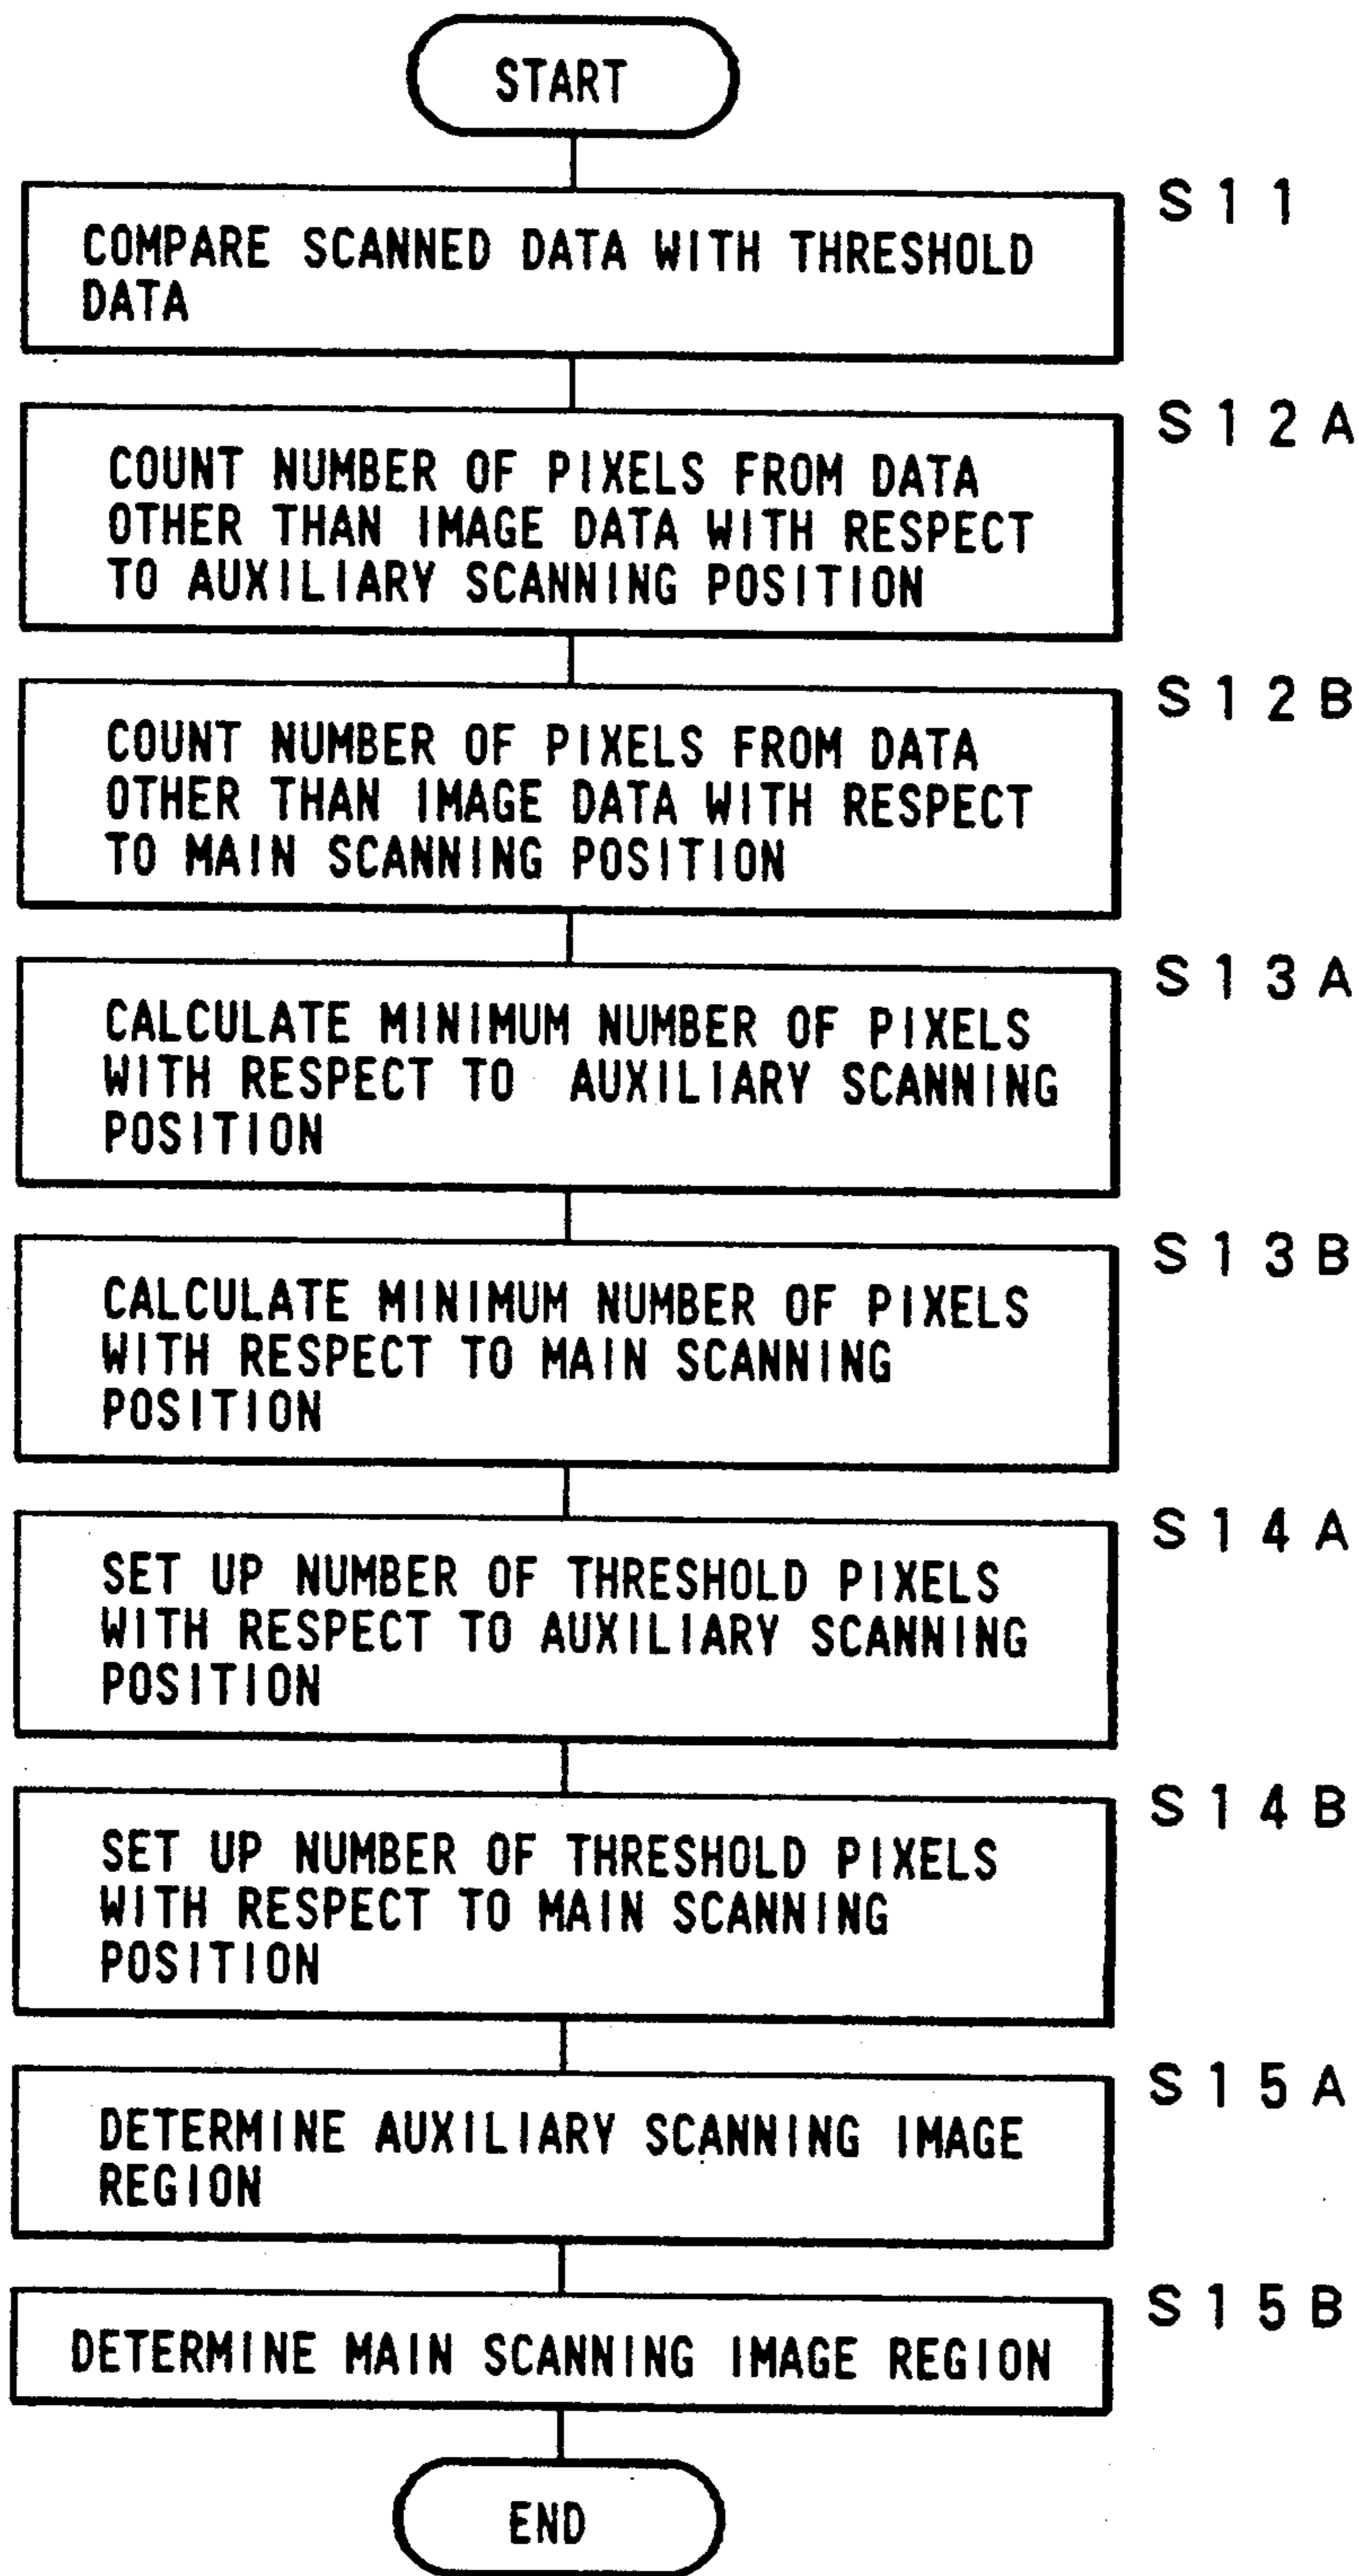 START
S11
COMPARE SCANNED DATA WITH THRESHOLD
DATA
S12A
COUNT NUMBER OF PIXELS FROM DATA
OTHER THAN IMAGE DATA WITH RESPECT
TO AUXILIARY SCANNING POSITION
S12B
COUNT NUMBER OF PIXELS FROM DATA
OTHER THAN IMAGE DATA WITH RESPECT
TO MAIN SCANNING POSITION
S13A
CALCULATE MINIMUM NUMBER OF PIXELS
WITH RESPECT TO AUXILIARY SCANNING
POSITION
S13B
CALCULATE MINIMUM NUMBER OF PIXELS
WITH RESPECT TO MAIN SCANNING
POSITION
S14A
SET UP NUMBER OF THRESHOLD PIXELS
WITH RESPECT TO AUXILIARY SCANNING
POSITION
S14B
SET UP NUMBER OF THRESHOLD PIXELS
WITH RESPECT TO MAIN SCANNING
POSITION
S15A
DETERMINE AUXILIARY SCANNING IMAGE
REGION
S15B
DETERMINE MAIN SCANNING IMAGE REGION
END